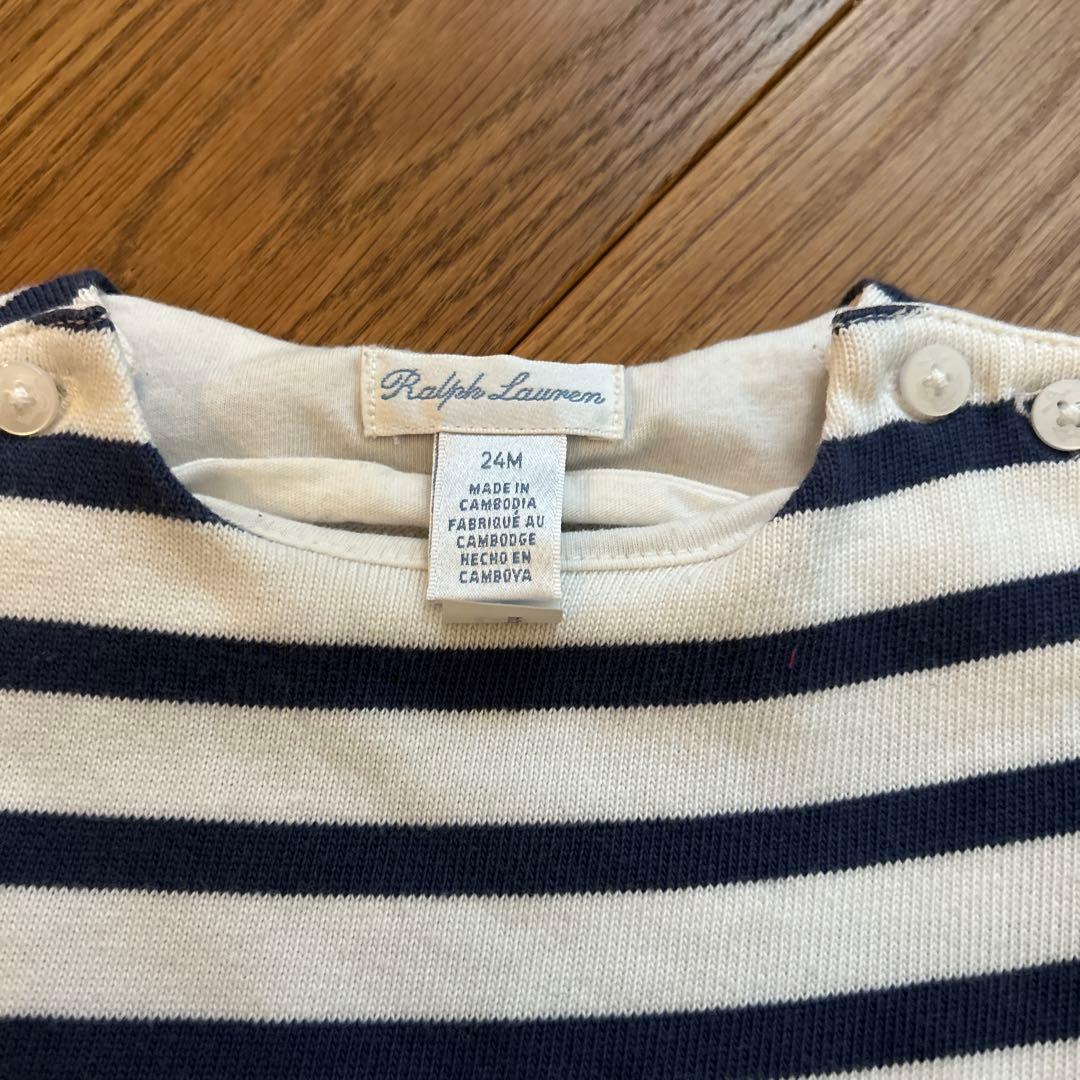 Ralph Lauren
24M
MADE IN
CAMBODIA
FABRIQUÉ AU
CAMBODGE
HECHO EN
CAMBOYA